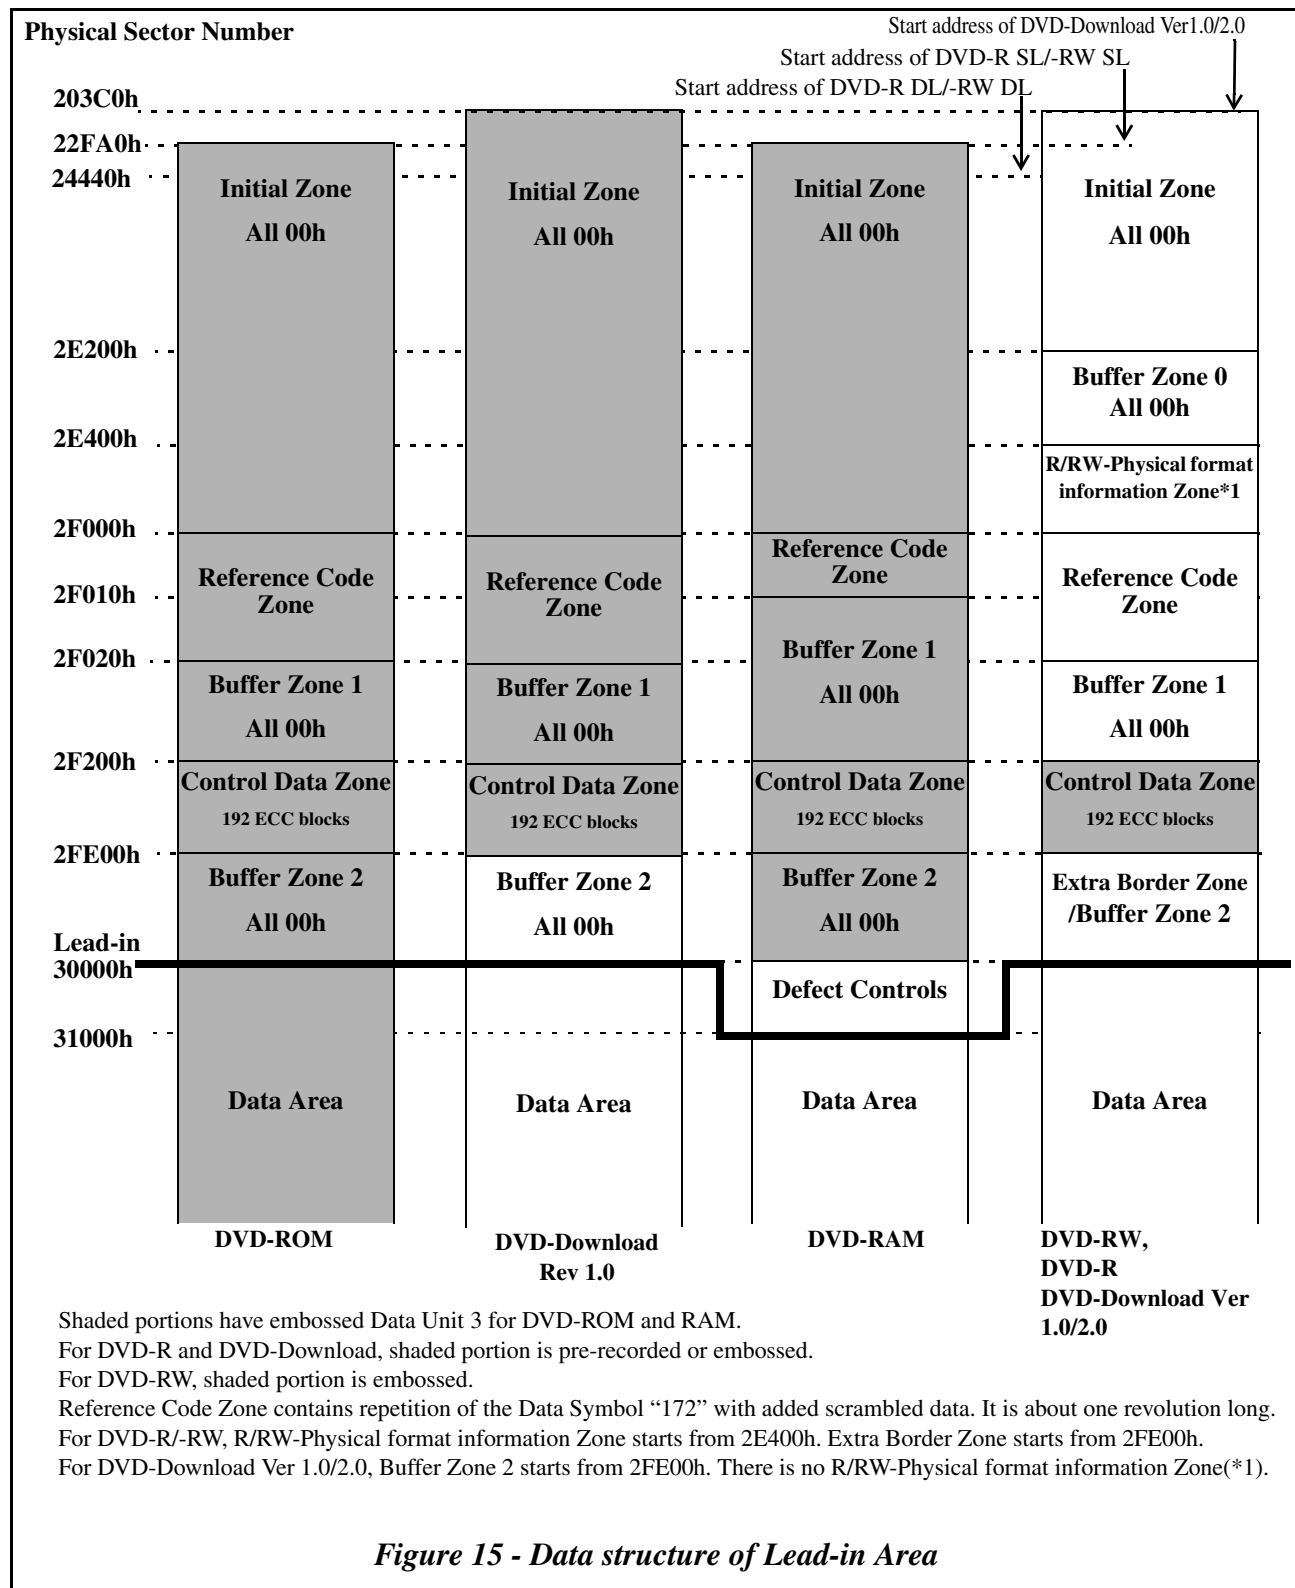 Physical Sector Number
Start address of DVD-Download Ver1.0/2.0
Start address of DVD-R SL/-RW SL
Start address of DVD-R DL/-RW DL
203C0h
22FA0h
24440h
2E200h
2E400h
2F000h
2F010h
2F020h
2F200h
2FE00h
Lead-in
30000h
31000h
Initial Zone
All 00h
Reference Code
Zone
Buffer Zone 1
All 00h
Control Data Zone
192 ECC blocks
Buffer Zone 2
All 00h
Data Area
DVD-ROM
Initial Zone
All 00h
Reference Code
Zone
Buffer Zone 1
All 00h
Control Data Zone
192 ECC blocks
Buffer Zone 2
All 00h
Data Area
DVD-Download
Rev 1.0
Initial Zone
All 00h
Reference Code
Zone
Buffer Zone 1
All 00h
Control Data Zone
192 ECC blocks
Buffer Zone 2
All 00h
Defect Controls
Data Area
DVD-RAM
Initial Zone
All 00h
Buffer Zone 0
All 00h
R/RW-Physical format
information Zone*1
Reference Code
Zone
Buffer Zone 1
All 00h
Control Data Zone
192 ECC blocks
Extra Border Zone
/Buffer Zone 2
Data Area
DVD-RW,
DVD-R
DVD-Download Ver
1.0/2.0
Shaded portions have embossed Data Unit 3 for DVD-ROM and RAM.
For DVD-R and DVD-Download, shaded portion is pre-recorded or embossed.
For DVD-RW, shaded portion is embossed.
Reference Code Zone contains repetition of the Data Symbol “172” with added scrambled data. It is about one revolution long.
For DVD-R/-RW, R/RW-Physical format information Zone starts from 2E400h. Extra Border Zone starts from 2FE00h.
For DVD-Download Ver 1.0/2.0, Buffer Zone 2 starts from 2FE00h. There is no R/RW-Physical format information Zone(*1).
Figure 15 - Data structure of Lead-in Area